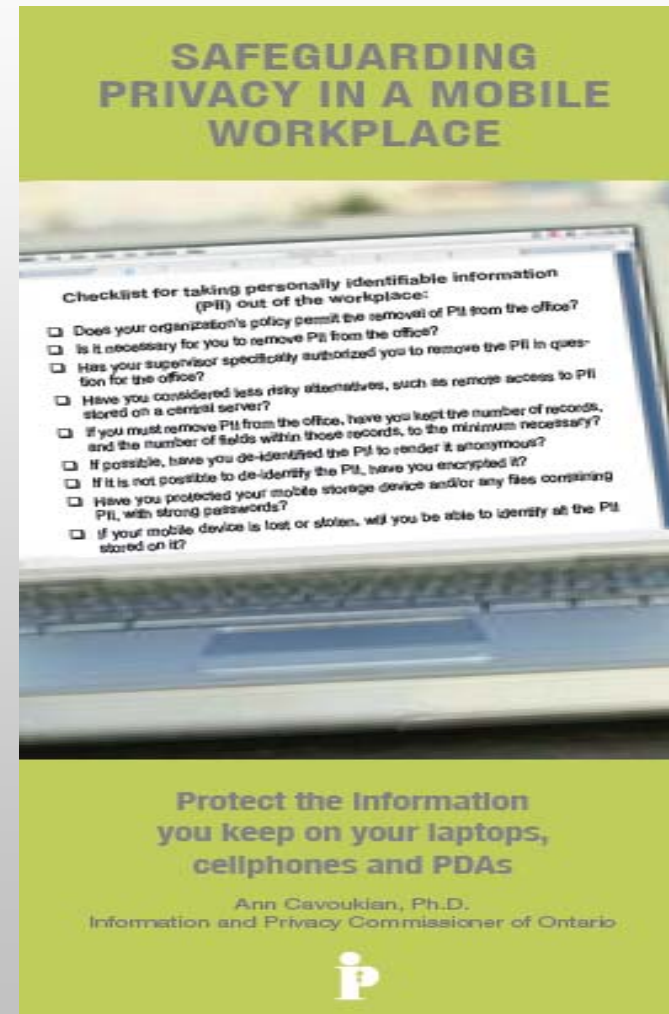 SAFEGUARDING
PRIVACY IN A MOBILE
WORKPLACE
Checklist for taking personally identifiable information
(PII) out of the workplace:
❑ Does your organization's policy permit the removal of PII from the office?
❑ Is it necessary for you to remove PII from the office?
❑ Has your supervisor specifically authorized you to remove the PII in ques-
tion for the office?
❑ Have you considered less risky alternatives, such as remote access to PII
stored on a central server?
❑ If you must remove PII from the office, have you kept the number of records,
and the number of fields within those records, to the minimum necessary?
❑ If possible, have you de-identified the PII to render it anonymous?
❑ If it is not possible to de-identify the PII, have you encrypted it?
❑ Have you protected your mobile storage device and/or any files containing
PII, with strong passwords?
❑ If your mobile device is lost or stolen, will you be able to identify all the PII
stored on it?
Protect the information
you keep on your laptops,
cellphones and PDAs
Ann Cavoukian, Ph.D.
Information and Privacy Commissioner of Ontario